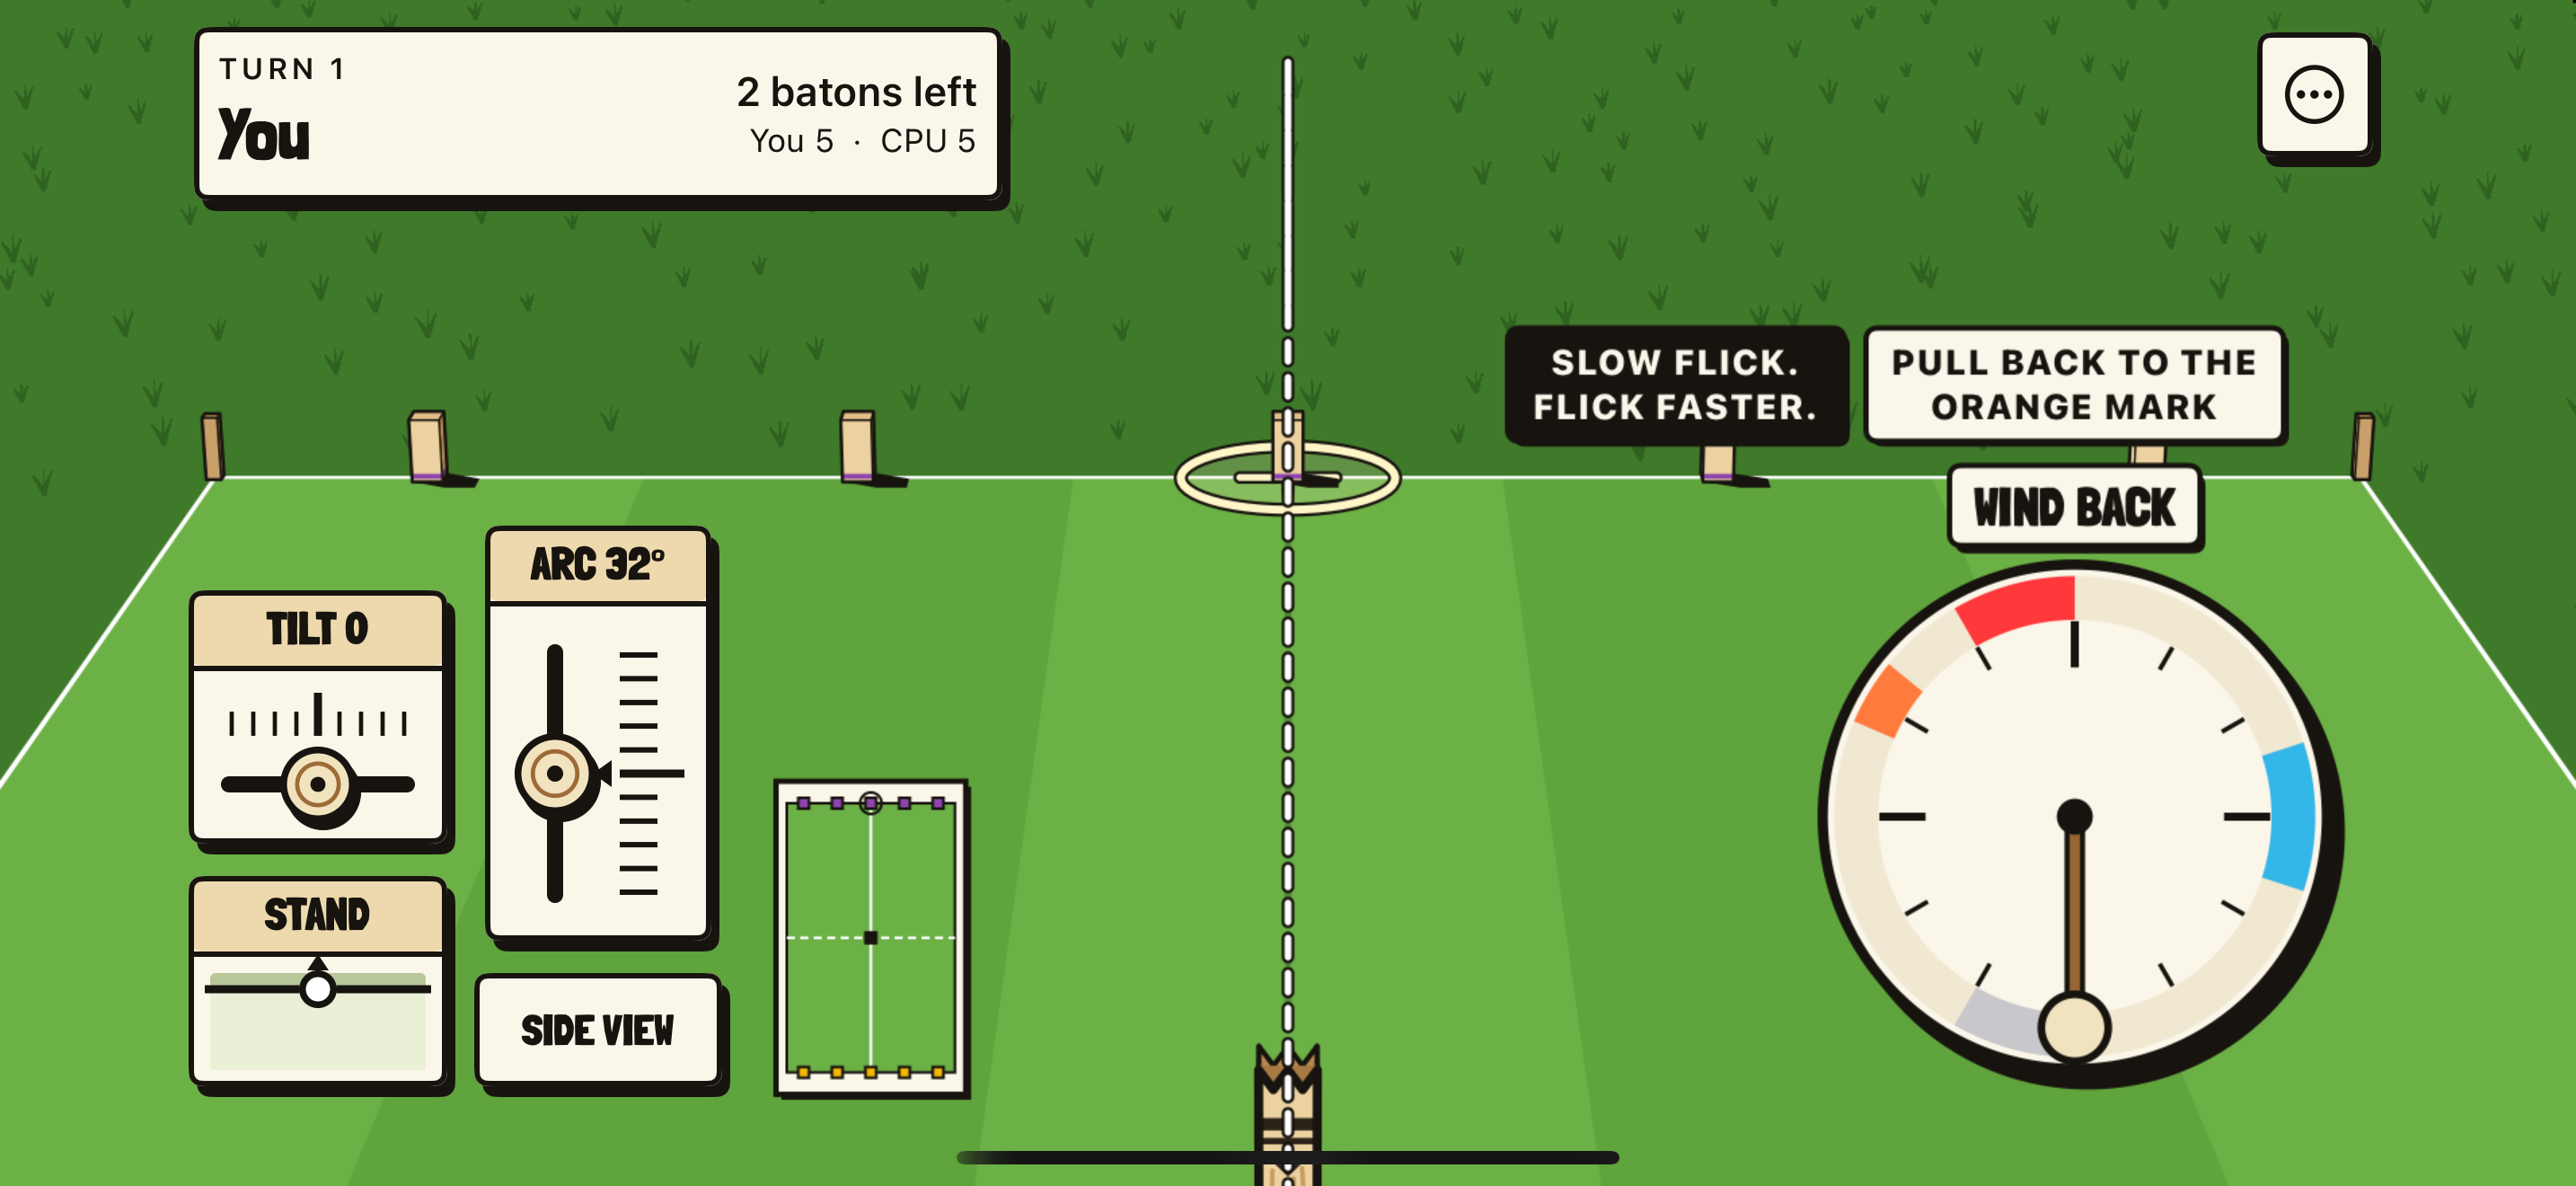 TURN 1
You
2 batons left
You 5 · CPU 5
SLOW FLICK.
FLICK FASTER.
PULL BACK TO THE
ORANGE MARK
WIND BACK
ARC 32°
TILT 0
STAND
SIDE VIEW